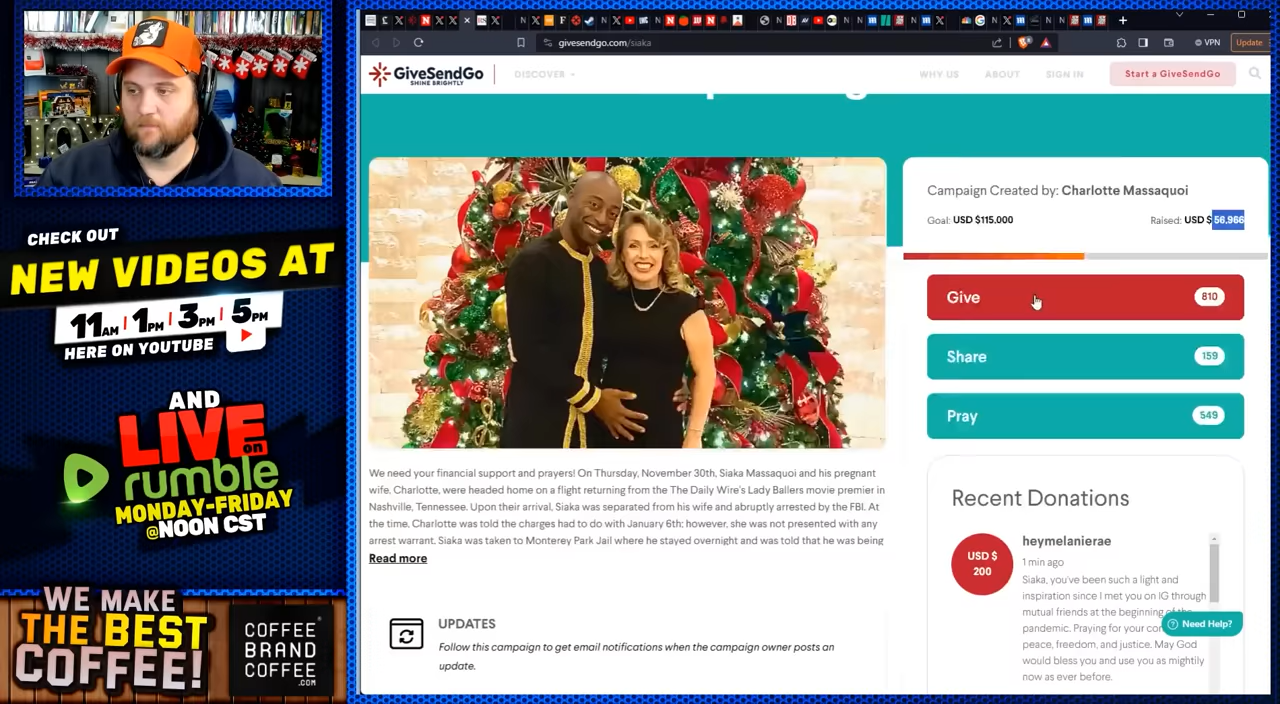 JOY
CHECK OUT
NEW VIDEOS AT
11AM | 1PM | 3PM | 5PM
HERE ON YOUTUBE
AND
LIVE on
rumble
MONDAY-FRIDAY
@NOON CST
WE MAKE
THE BEST
COFFEE!
COFFEE
BRAND
COFFEE
.COM
givesendgo.com/siaka
VPN
Update
GiveSendGo
SHINE BRIGHTLY
DISCOVER
WHY US
ABOUT
SIGN IN
Start a GiveSendGo
Campaign Created by: Charlotte Massaquoi
Goal: USD $115,000
Raised: USD $56,966
Give 810
Share 159
Pray 549
We need your financial support and prayers! On Thursday, November 30th, Siaka Massaquoi and his pregnant
wife, Charlotte, were headed home on a flight returning from the The Daily Wire's Lady Ballers movie premier in
Nashville, Tennessee. Upon their arrival, Siaka was separated from his wife and abruptly arrested by the FBI. At
the time, Charlotte was told the charges had to do with January 6th; however, she was not presented with any
arrest warrant. Siaka was taken to Monterey Park Jail where he stayed overnight and was told that he was being
Read more
UPDATES
Follow this campaign to get email notifications when the campaign owner posts an
update.
Recent Donations
USD $
200
heymelanierae
1 min ago
Siaka, you've been such a light and
inspiration since I met you on IG through
mutual friends at the beginning of the
pandemic. Praying for your
peace, freedom, and justice. May God
would bless you and use you as mightily
now as ever before.
Need Help?